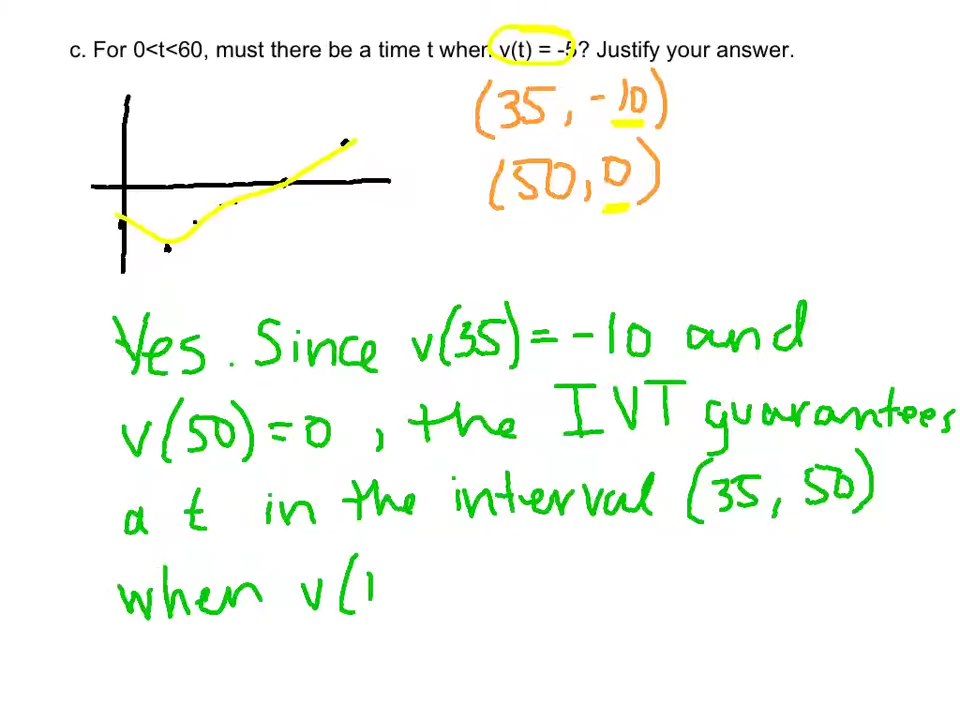 c. For 0<t<60, must there be a time t when v(t) = -5? Justify your answer.
(35, -10)
(50, 0)
Yes. Since v(35) = -10 and
v(50) = 0, the IVT guarantees
a t in the interval (35, 50)
when v(